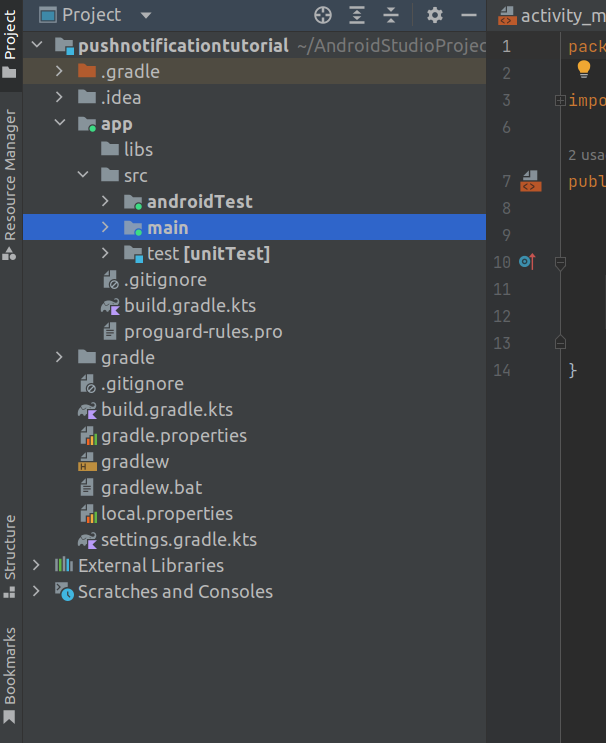 Project
activity_m
Project
Resource Manager
Structure
Bookmarks
pushnotificationtutorial ~/AndroidStudioProjec
.gradle
.idea
app
libs
src
androidTest
main
test [unitTest]
.gitignore
build.gradle.kts
proguard-rules.pro
gradle
.gitignore
build.gradle.kts
gradle.properties
gradlew
gradlew.bat
local.properties
settings.gradle.kts
External Libraries
Scratches and Consoles
1 pack
2
3 impo
6
2 usa
7 publ
8
9
10
11
12
13
14 }